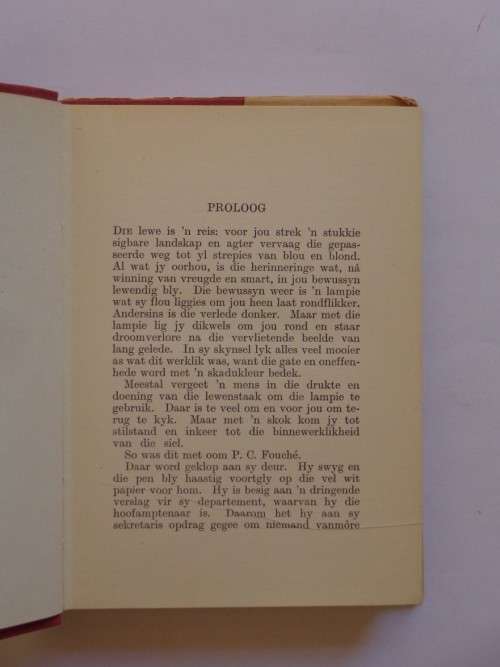 PROLOOG
DIE lewe is 'n reis: voor jou strek 'n stukkie
sigbare landskap en agter vervaag die gepas-
seerde weg tot yl strepies van blou en blond.
Al wat jy oorhou, is die herinneringe wat, ná
winning van vreugde en smart, in jou bewussyn
lewendig bly. Die bewussyn weer is 'n lampie
wat sy flou liggies om jou heen laat rondflikker.
Andersins is die verlede donker. Maar met die
lampie lig jy dikwels om jou rond en staar
droomverlore na die vervlietende beelde van
lang gelede. In sy skynsel lyk alles veel mooier
as wat dit werklik was, want die gate en oneffen-
hede word met 'n skadukleur bedek.
Meestal vergeet 'n mens in die drukte en
doening van die lewenstaak om die lampie te
gebruik. Daar is te veel om en voor jou om te-
rug te kyk. Maar met 'n skok kom jy tot
stilstand en inkeer tot die binnewerklikheid
van die siel.
So was dit met oom P. C. Fouché.
Daar word geklop aan sy deur. Hy swyg en
die pen bly haastig voortgly op die vel wit
papier voor hom. Hy is besig aan 'n dringende
verslag vir sy departement, waarvan hy die
hoofamptenaar is. Daarom het hy aan sy
sekretaris opdrag gegee om niemand vanmôre